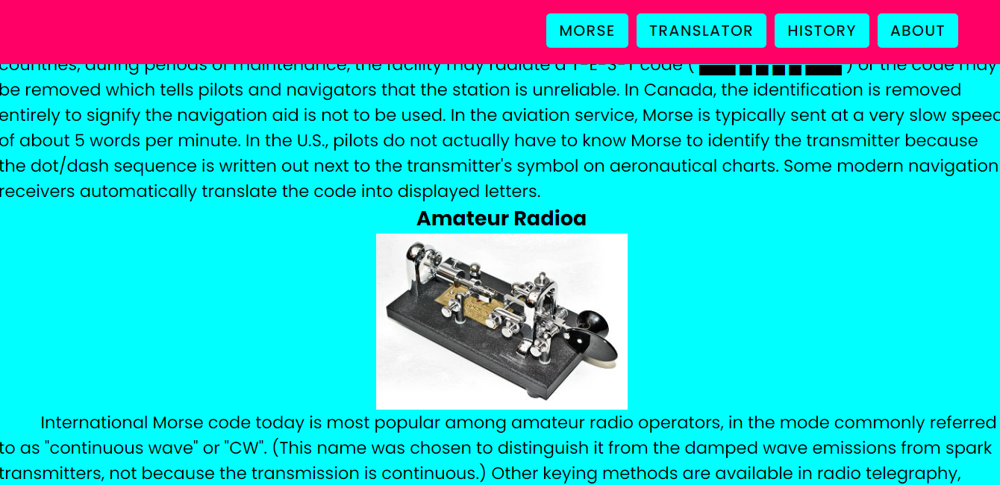 MORSE TRANSLATOR HISTORY ABOUT
countries, during periods of maintenance, the facility may radiate a T-E-S-T code ( ▄▄▄ ▄ ▄ ▄ ▄ ▄▄▄ ) or the code may
be removed which tells pilots and navigators that the station is unreliable. In Canada, the identification is removed
entirely to signify the navigation aid is not to be used. In the aviation service, Morse is typically sent at a very slow speed
of about 5 words per minute. In the U.S., pilots do not actually have to know Morse to identify the transmitter because
the dot/dash sequence is written out next to the transmitter's symbol on aeronautical charts. Some modern navigation
receivers automatically translate the code into displayed letters.
Amateur Radioa
International Morse code today is most popular among amateur radio operators, in the mode commonly referred
to as "continuous wave" or "CW". (This name was chosen to distinguish it from the damped wave emissions from spark
transmitters, not because the transmission is continuous.) Other keying methods are available in radio telegraphy,